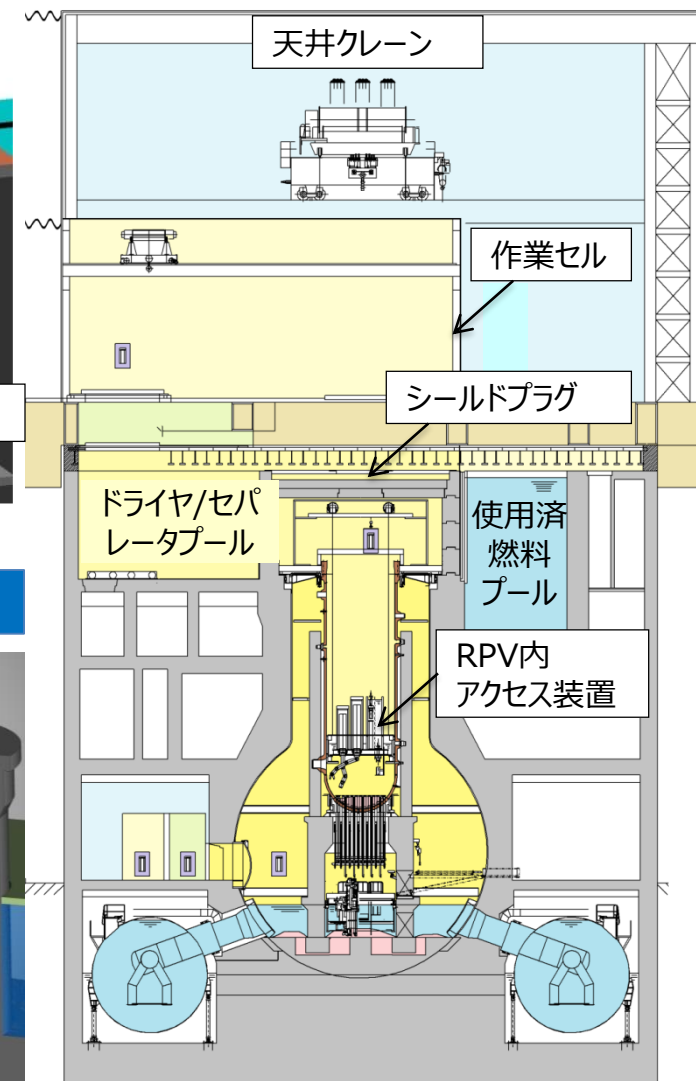 天井クレーン
作業セル
シールドプラグ
ドライヤ/セパ
レータプール
使用済
燃料
プール
RPV内
アクセス装置